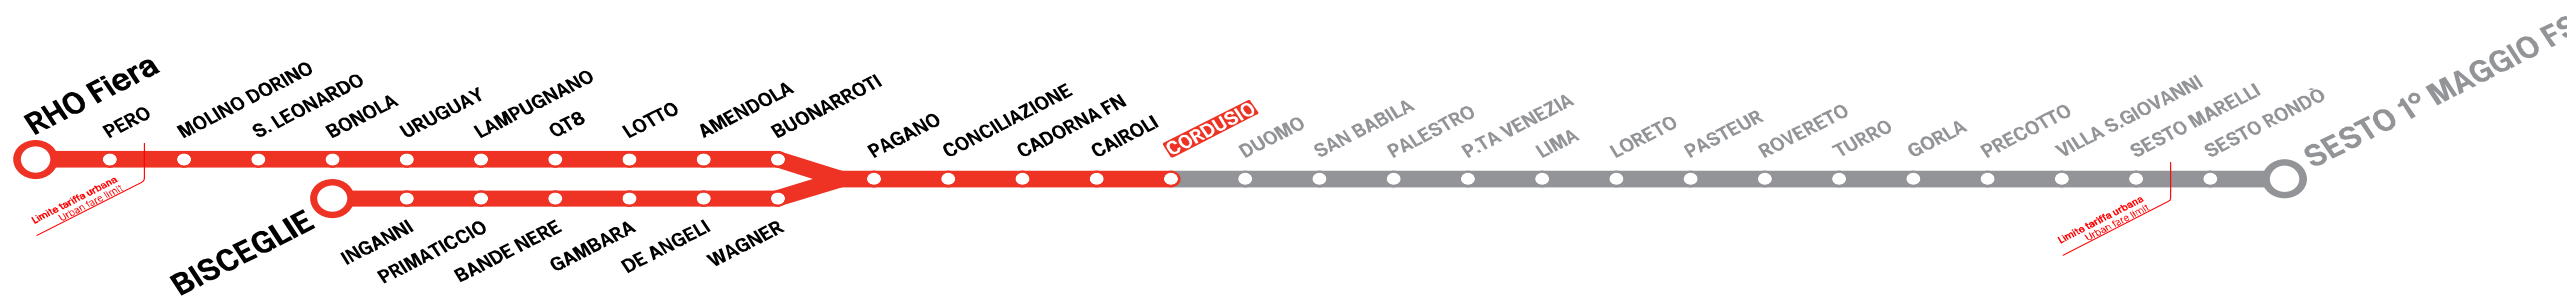 RHO Fiera
PERO
MOLINO DORINO
S. LEONARDO
BONOLA
URUGUAY
LAMPUGNANO
QT8
LOTTO
AMENDOLA
BUONARROTI
PAGANO
CONCILIAZIONE
CADORNA FN
CAIROLI
CORDUSIO
DUOMO
SAN BABILA
PALESTRO
P.TA VENEZIA
LIMA
LORETO
PASTEUR
ROVERETO
TURRO
GORLA
PRECOTTO
VILLA S.GIOVANNI
SESTO MARELLI
SESTO RONDÒ
SESTO 1° MAGGIO FS
Limite tariffa urbana
Urban fare limit
BISCEGLIE
INGANNI
PRIMATICCIO
BANDE NERE
GAMBARA
DE ANGELI
WAGNER
Limite tariffa urbana
Urban fare limit